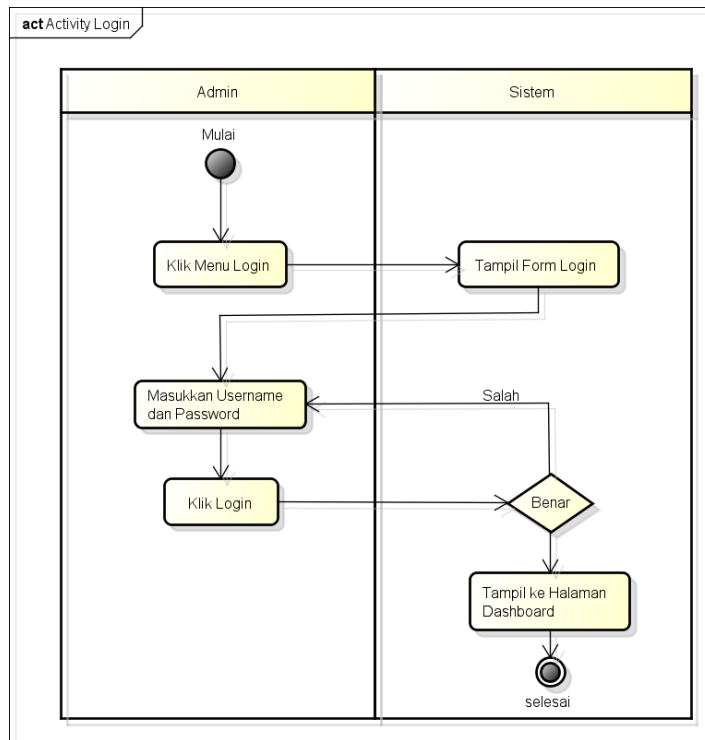 act Activity Login
Admin
Sistem
Mulai
Klik Menu Login
Tampil Form Login
Masukkan Username
dan Password
Salah
Klik Login
Benar
Tampil ke Halaman
Dashboard
selesai